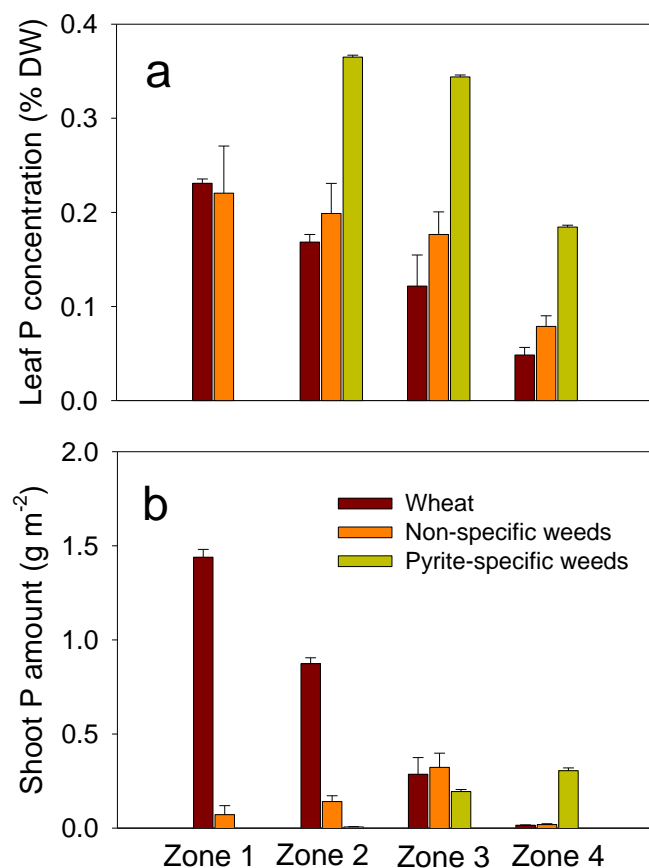 0.4
a
0.3
0.2
0.1
0.0
Leaf P concentration (% DW)
2.0
b
1.5
1.0
0.5
0.0
Shoot P amount (g m⁻²)
Wheat
Non-specific weeds
Pyrite-specific weeds
Zone 1 Zone 2 Zone 3 Zone 4